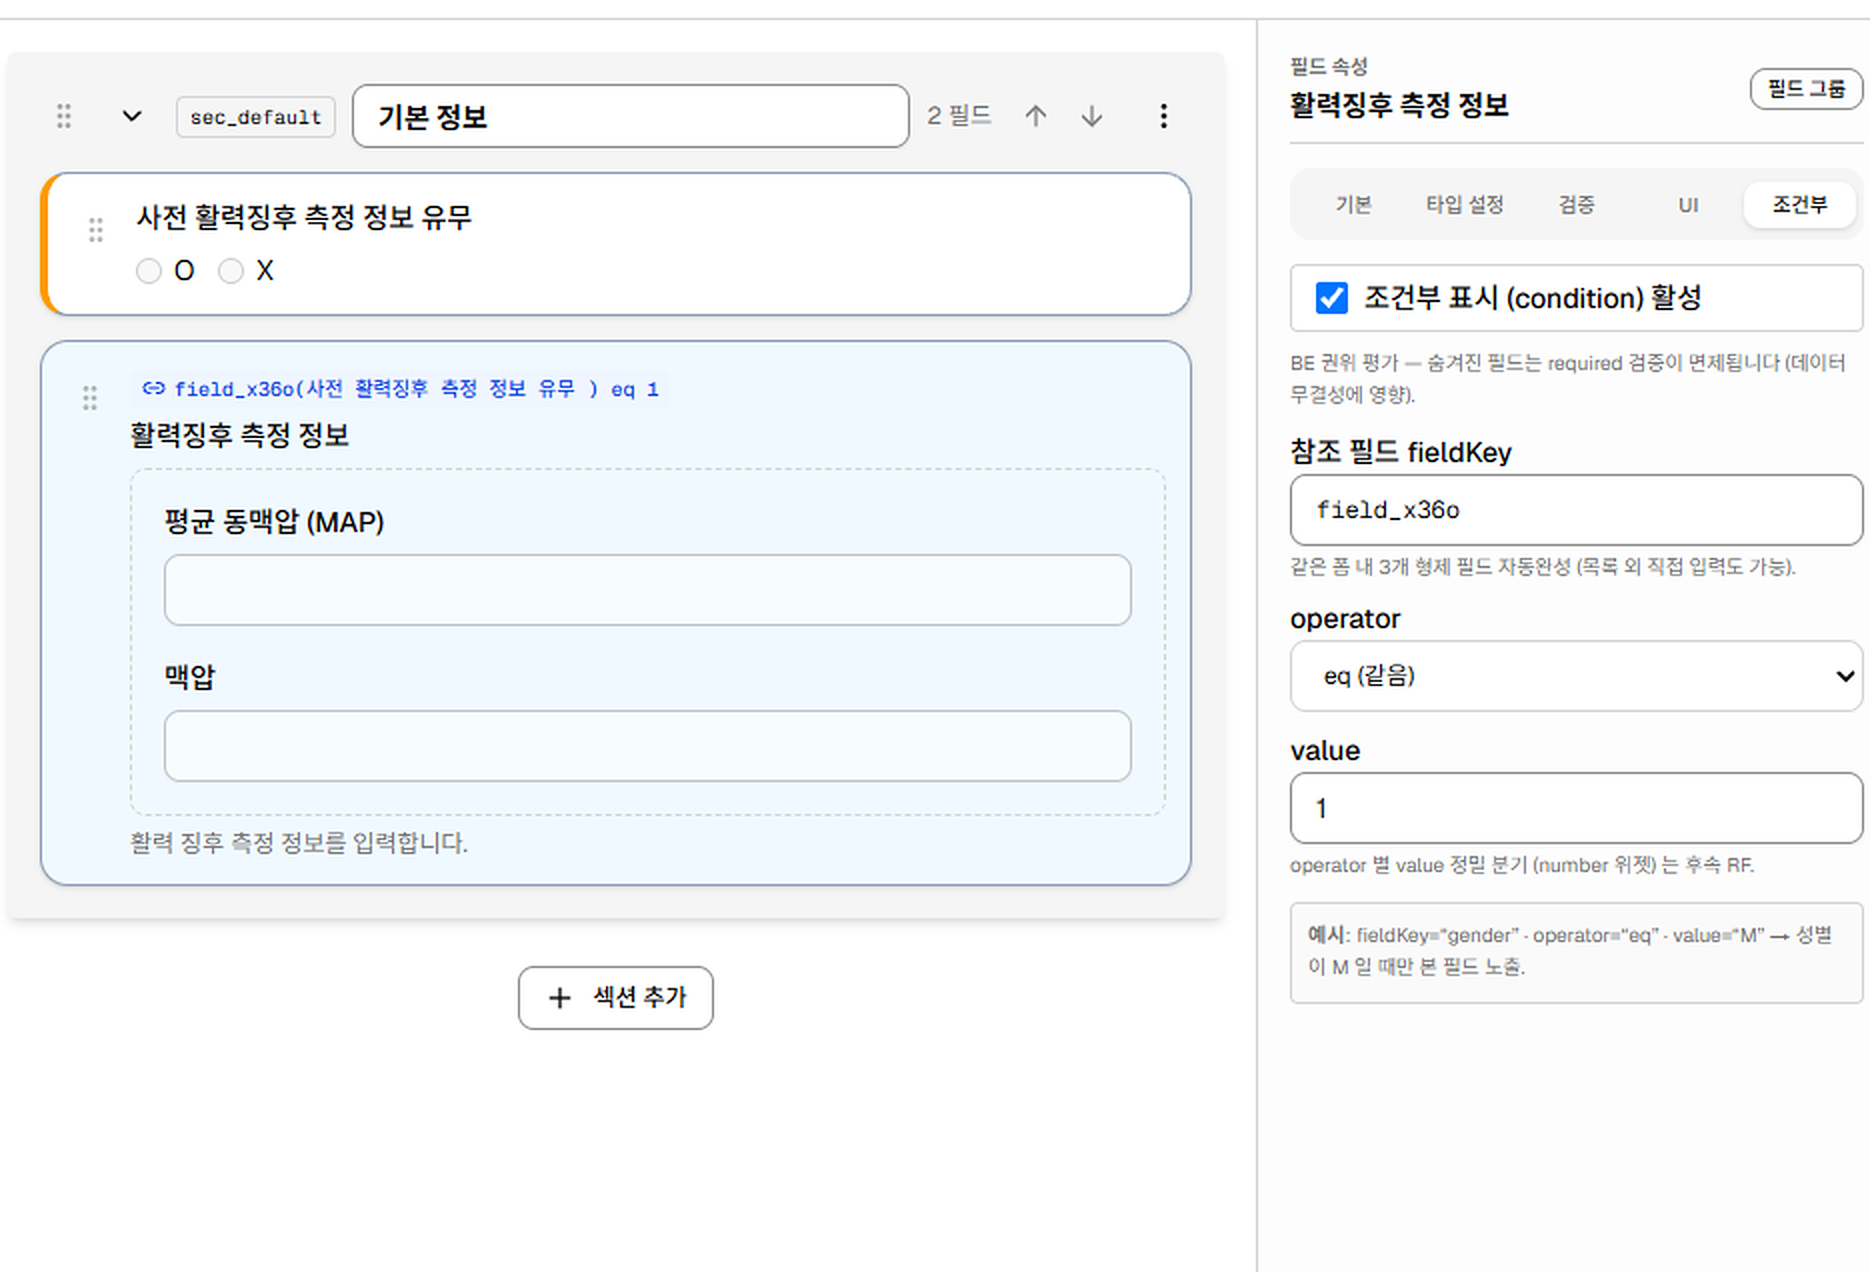 sec_default
기본 정보
2 필드
사전 활력징후 측정 정보 유무
O X
field_x36o(사전 활력징후 측정 정보 유무 ) eq 1
활력징후 측정 정보
평균 동맥압 (MAP)
맥압
활력 징후 측정 정보를 입력합니다.
+ 섹션 추가
필드 속성
활력징후 측정 정보
필드 그룹
기본 타입 설정 검증 UI 조건부
조건부 표시 (condition) 활성
BE 권위 평가 — 숨겨진 필드는 required 검증이 면제됩니다 (데이터
무결성에 영향).
참조 필드 fieldKey
field_x36o
같은 폼 내 3개 형제 필드 자동완성 (목록 외 직접 입력도 가능).
operator
eq (같음)
value
1
operator 별 value 정밀 분기 (number 위젯) 는 후속 RF.
예시: fieldKey=“gender” · operator=“eq” · value=“M” → 성별
이 M 일 때만 본 필드 노출.